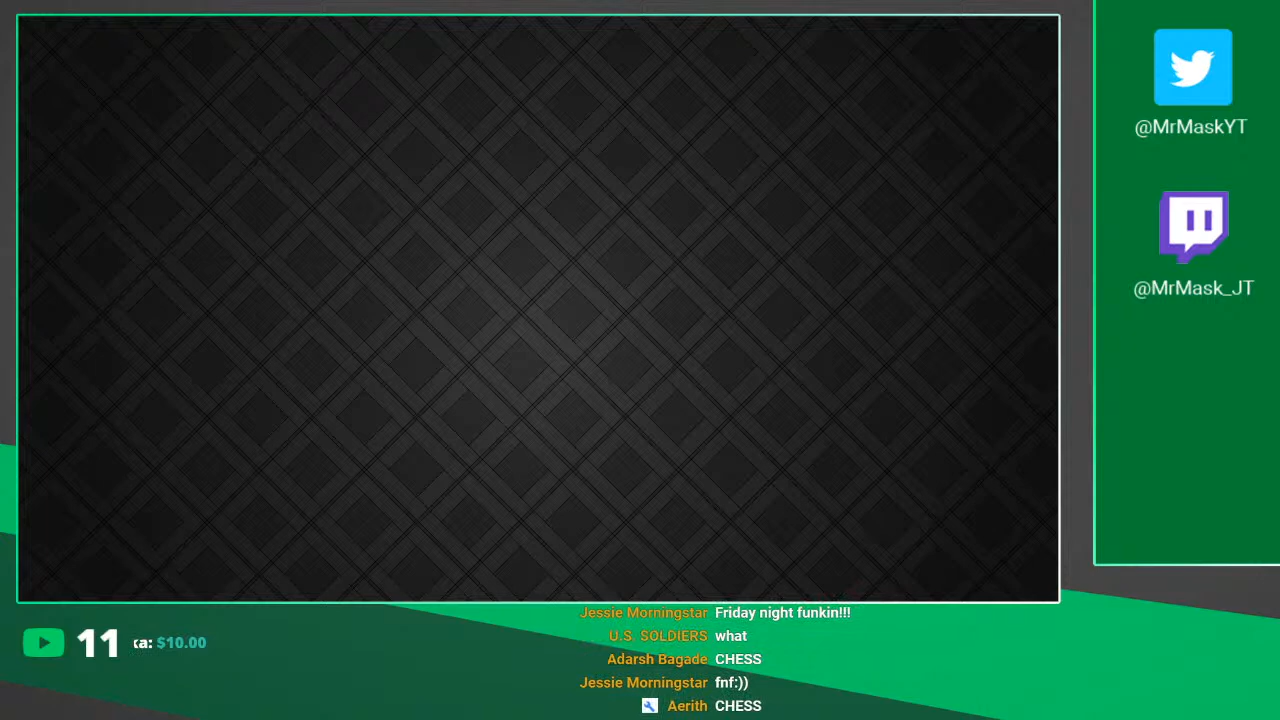 @MrMaskYT
@MrMask_JT
Jessie Morningstar Friday night funkin!!!
U.S. SOLDIERS what
Adarsh Bagade CHESS
Jessie Morningstar fnf:))
Aerith CHESS
11 ka: $10.00